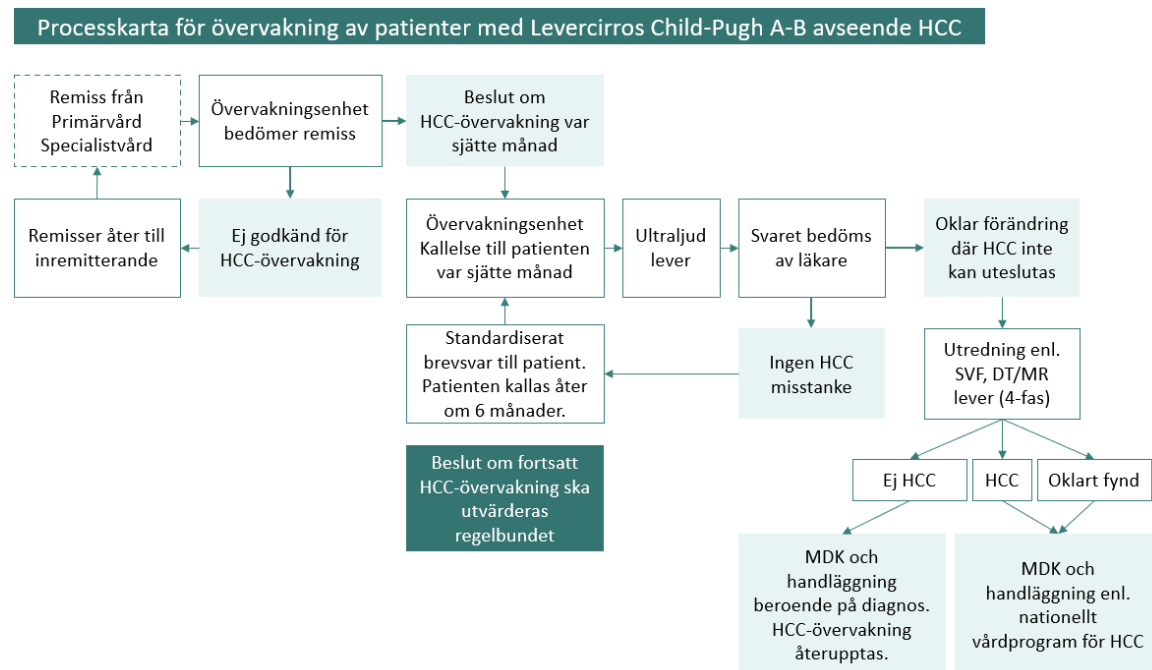 Processkarta för övervakning av patienter med Levercirros Child-Pugh A-B avseende HCC
Remiss från
Primärvård
Specialistvård
Övervakningsenhet
bedömer remiss
Beslut om
HCC-övervakning var
sjätte månad
Remisser åter till
inremitterande
Ej godkänd för
HCC-övervakning
Övervakningsenhet
Kallelse till patienten
var sjätte månad
Ultraljud
lever
Svaret bedöms
av läkare
Oklar förändring
där HCC inte
kan uteslutas
Standardiserat
brevsvar till patient.
Patienten kallas åter
om 6 månader.
Ingen HCC
misstanke
Utredning enl.
SVF, DT/MR
lever (4-fas)
Beslut om fortsatt
HCC-övervakning ska
utvärderas
regelbundet
Ej HCC
HCC
Oklart fynd
MDK och
handläggning
beroende på diagnos.
HCC-övervakning
återupptas.
MDK och
handläggning enl.
nationellt
vårdprogram för HCC